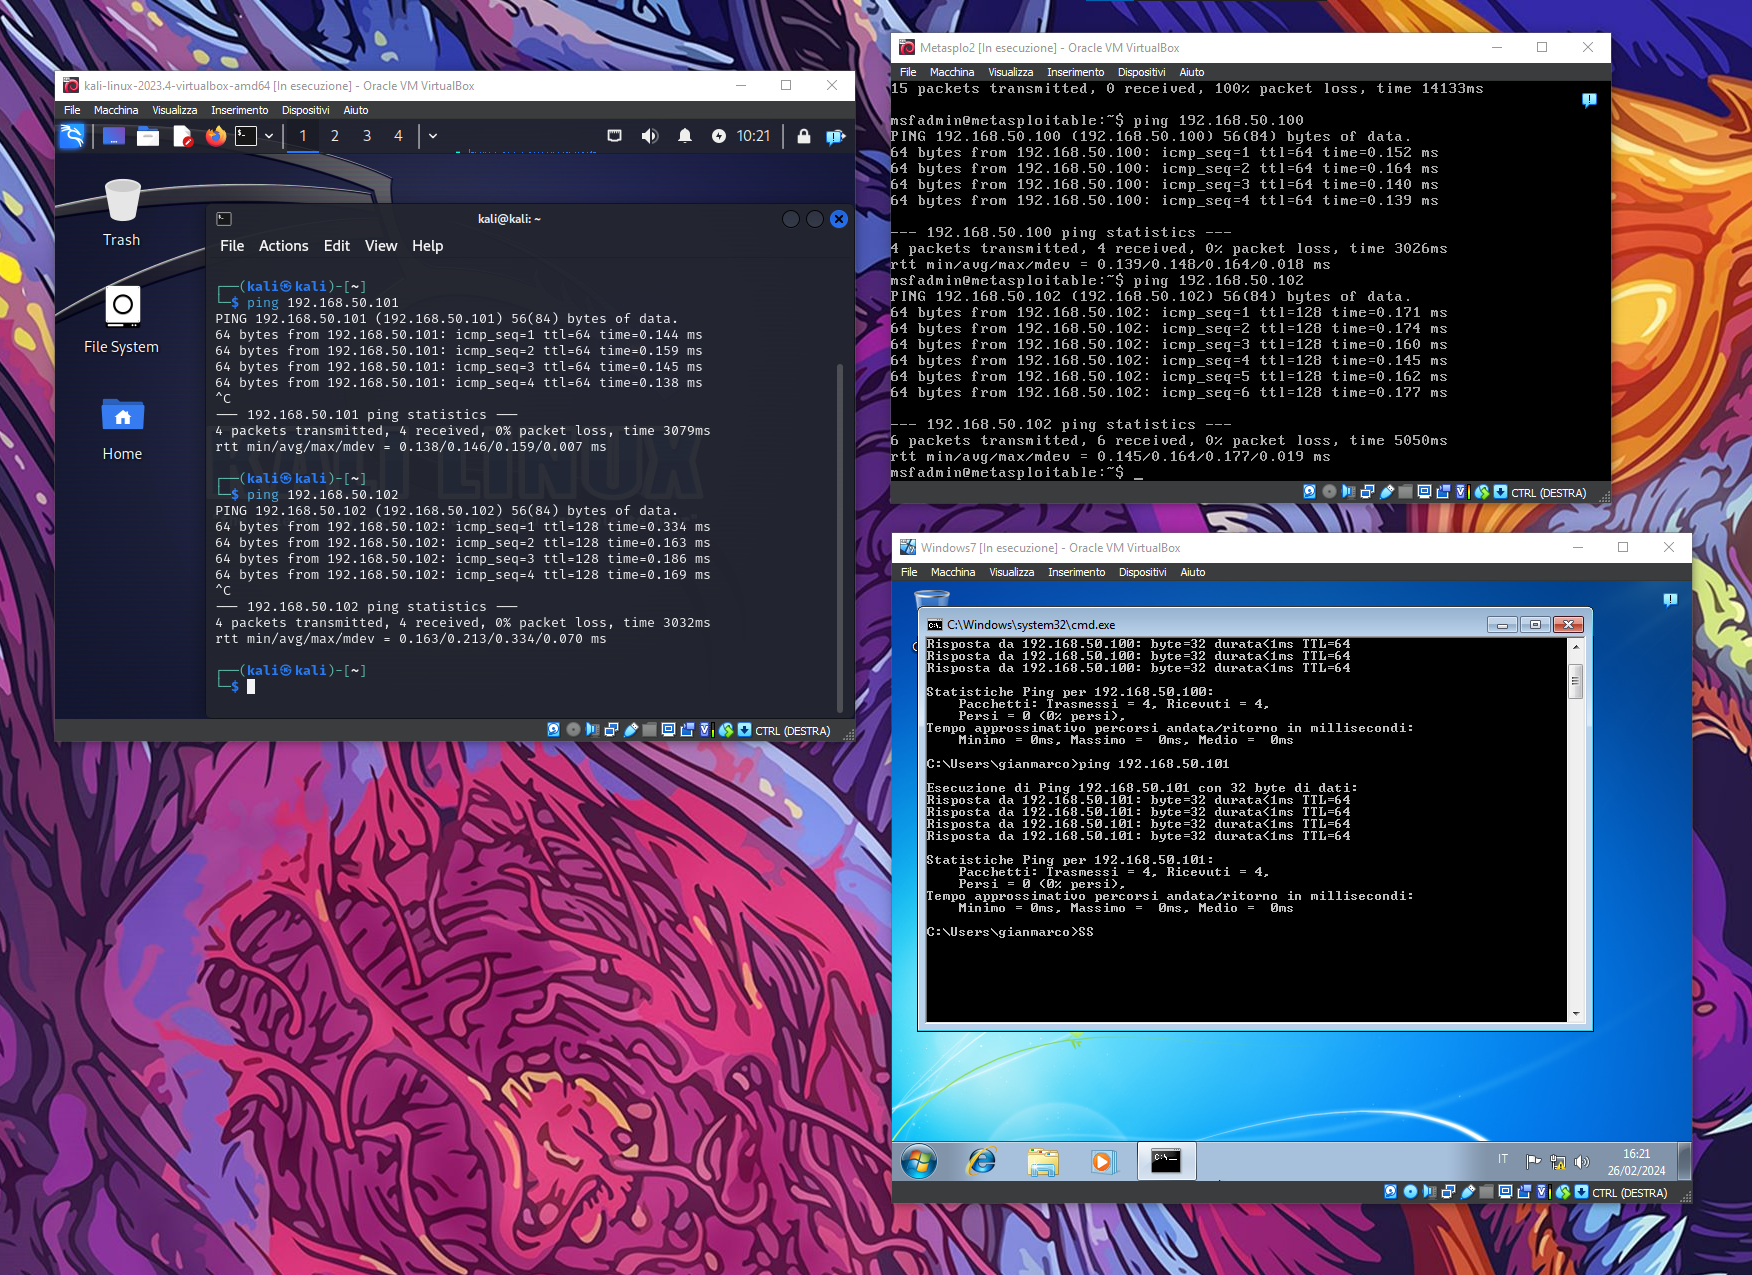 kali-linux-2023.4-virtualbox-amd64 [In esecuzione] - Oracle VM VirtualBox
File Macchina Visualizza Inserimento Dispositivi Aiuto
1 2 3 4 10:21
Trash
File System
Home
kali@kali: ~
File Actions Edit View Help
┌──(kali㉿kali)-[~]
└─$ ping 192.168.50.101
PING 192.168.50.101 (192.168.50.101) 56(84) bytes of data.
64 bytes from 192.168.50.101: icmp_seq=1 ttl=64 time=0.144 ms
64 bytes from 192.168.50.101: icmp_seq=2 ttl=64 time=0.159 ms
64 bytes from 192.168.50.101: icmp_seq=3 ttl=64 time=0.145 ms
64 bytes from 192.168.50.101: icmp_seq=4 ttl=64 time=0.138 ms
^C
--- 192.168.50.101 ping statistics ---
4 packets transmitted, 4 received, 0% packet loss, time 3079ms
rtt min/avg/max/mdev = 0.138/0.146/0.159/0.007 ms
┌──(kali㉿kali)-[~]
└─$ ping 192.168.50.102
PING 192.168.50.102 (192.168.50.102) 56(84) bytes of data.
64 bytes from 192.168.50.102: icmp_seq=1 ttl=128 time=0.334 ms
64 bytes from 192.168.50.102: icmp_seq=2 ttl=128 time=0.163 ms
64 bytes from 192.168.50.102: icmp_seq=3 ttl=128 time=0.186 ms
64 bytes from 192.168.50.102: icmp_seq=4 ttl=128 time=0.169 ms
^C
--- 192.168.50.102 ping statistics ---
4 packets transmitted, 4 received, 0% packet loss, time 3032ms
rtt min/avg/max/mdev = 0.163/0.213/0.334/0.070 ms
┌──(kali㉿kali)-[~]
└─$
KALI LINUX
CTRL (DESTRA)
Metasplo2 [In esecuzione] - Oracle VM VirtualBox
File Macchina Visualizza Inserimento Dispositivi Aiuto
15 packets transmitted, 0 received, 100% packet loss, time 14133ms
msfadmin@metasploitable:~$ ping 192.168.50.100
PING 192.168.50.100 (192.168.50.100) 56(84) bytes of data.
64 bytes from 192.168.50.100: icmp_seq=1 ttl=64 time=0.152 ms
64 bytes from 192.168.50.100: icmp_seq=2 ttl=64 time=0.164 ms
64 bytes from 192.168.50.100: icmp_seq=3 ttl=64 time=0.140 ms
64 bytes from 192.168.50.100: icmp_seq=4 ttl=64 time=0.139 ms
--- 192.168.50.100 ping statistics ---
4 packets transmitted, 4 received, 0% packet loss, time 3026ms
rtt min/avg/max/mdev = 0.139/0.148/0.164/0.018 ms
msfadmin@metasploitable:~$ ping 192.168.50.102
PING 192.168.50.102 (192.168.50.102) 56(84) bytes of data.
64 bytes from 192.168.50.102: icmp_seq=1 ttl=128 time=0.171 ms
64 bytes from 192.168.50.102: icmp_seq=2 ttl=128 time=0.174 ms
64 bytes from 192.168.50.102: icmp_seq=3 ttl=128 time=0.160 ms
64 bytes from 192.168.50.102: icmp_seq=4 ttl=128 time=0.145 ms
64 bytes from 192.168.50.102: icmp_seq=5 ttl=128 time=0.162 ms
64 bytes from 192.168.50.102: icmp_seq=6 ttl=128 time=0.177 ms
--- 192.168.50.102 ping statistics ---
6 packets transmitted, 6 received, 0% packet loss, time 5050ms
rtt min/avg/max/mdev = 0.145/0.164/0.177/0.019 ms
msfadmin@metasploitable:~$ _
CTRL (DESTRA)
Windows7 [In esecuzione] - Oracle VM VirtualBox
File Macchina Visualizza Inserimento Dispositivi Aiuto
C:\Windows\system32\cmd.exe
Risposta da 192.168.50.100: byte=32 durata<1ms TTL=64
Risposta da 192.168.50.100: byte=32 durata<1ms TTL=64
Risposta da 192.168.50.100: byte=32 durata<1ms TTL=64
Statistiche Ping per 192.168.50.100:
Pacchetti: Trasmessi = 4, Ricevuti = 4,
Persi = 0 (0% persi),
Tempo approssimativo percorsi andata/ritorno in millisecondi:
Minimo = 0ms, Massimo =  0ms, Medio =  0ms
C:\Users\gianmarco>ping 192.168.50.101
Esecuzione di Ping 192.168.50.101 con 32 byte di dati:
Risposta da 192.168.50.101: byte=32 durata<1ms TTL=64
Risposta da 192.168.50.101: byte=32 durata<1ms TTL=64
Risposta da 192.168.50.101: byte=32 durata<1ms TTL=64
Risposta da 192.168.50.101: byte=32 durata<1ms TTL=64
Statistiche Ping per 192.168.50.101:
Pacchetti: Trasmessi = 4, Ricevuti = 4,
Persi = 0 (0% persi),
Tempo approssimativo percorsi andata/ritorno in millisecondi:
Minimo = 0ms, Massimo =  0ms, Medio =  0ms
C:\Users\gianmarco>SS
IT 16:21
26/02/2024
CTRL (DESTRA)